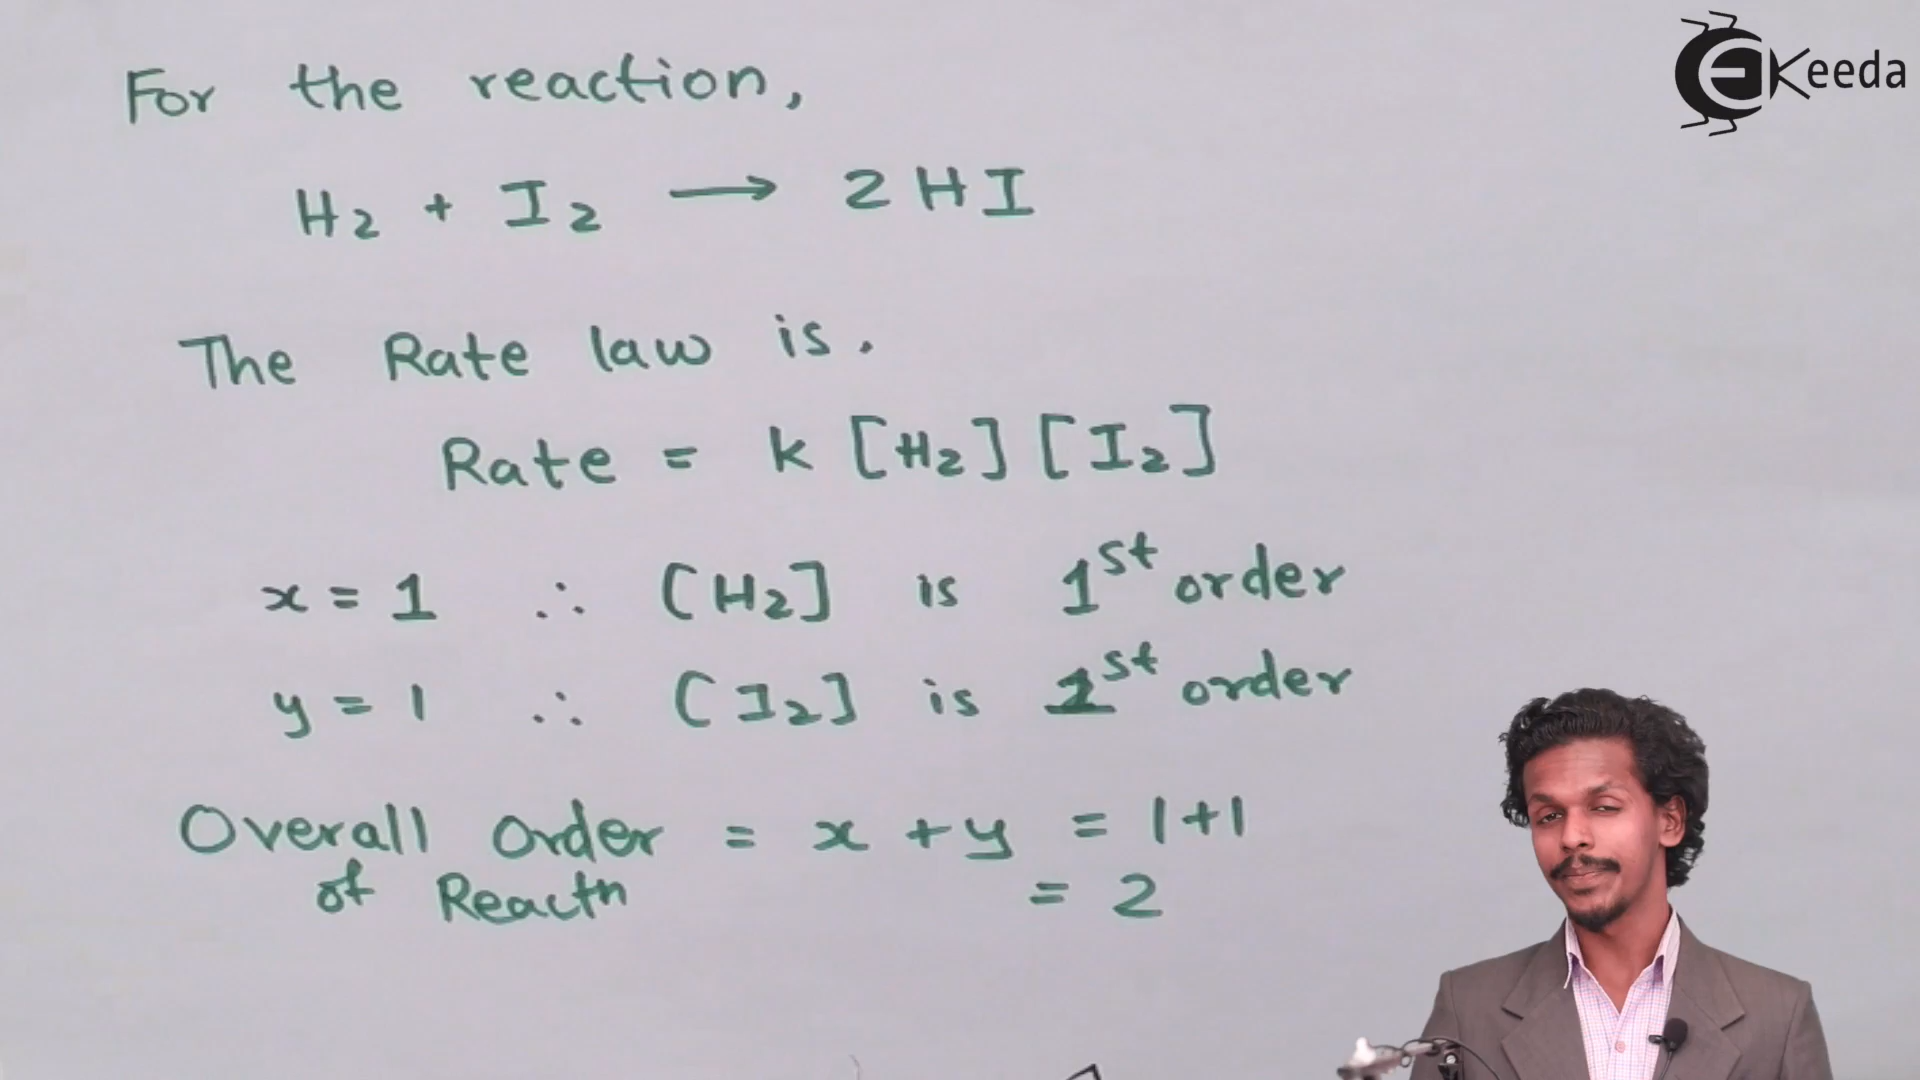 For the reaction,
EKeeda
H2 + I2 → 2HI
The Rate law is.
Rate = k [H2] [I2]
x = 1 ∴ [H2] is 1st order
y = 1 ∴ [I2] is 1st order
Overall Order = x + y = 1+1
of Reactn = 2